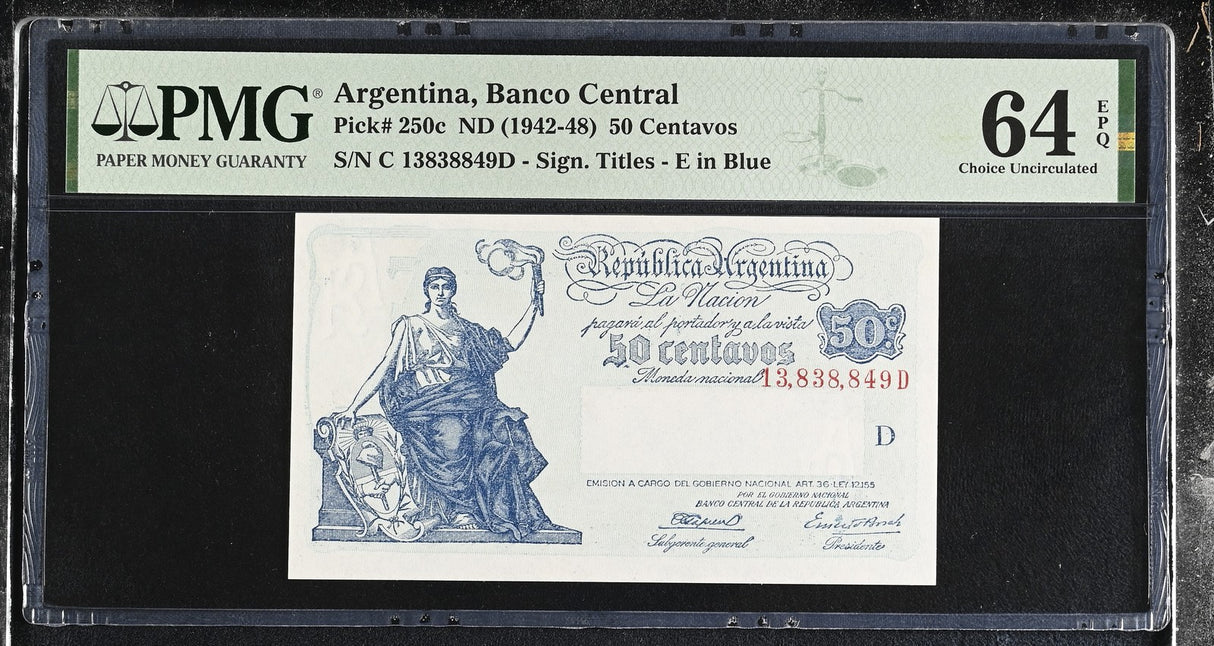 PMG®
PAPER MONEY GUARANTY
Argentina, Banco Central
Pick# 250c ND (1942-48) 50 Centavos
S/N C 13838849D - Sign. Titles - E in Blue
64 EPQ
Choice Uncirculated
República Argentina
La Nación
pagará al portador y a la vista
50 centavos
50c
Moneda nacional
13,838,849D
D
EMISION A CARGO DEL GOBIERNO NACIONAL ART. 36-LEY 12155
POR EL GOBIERNO NACIONAL
BANCO CENTRAL DE LA REPUBLICA ARGENTINA
Subgerente general
Presidente